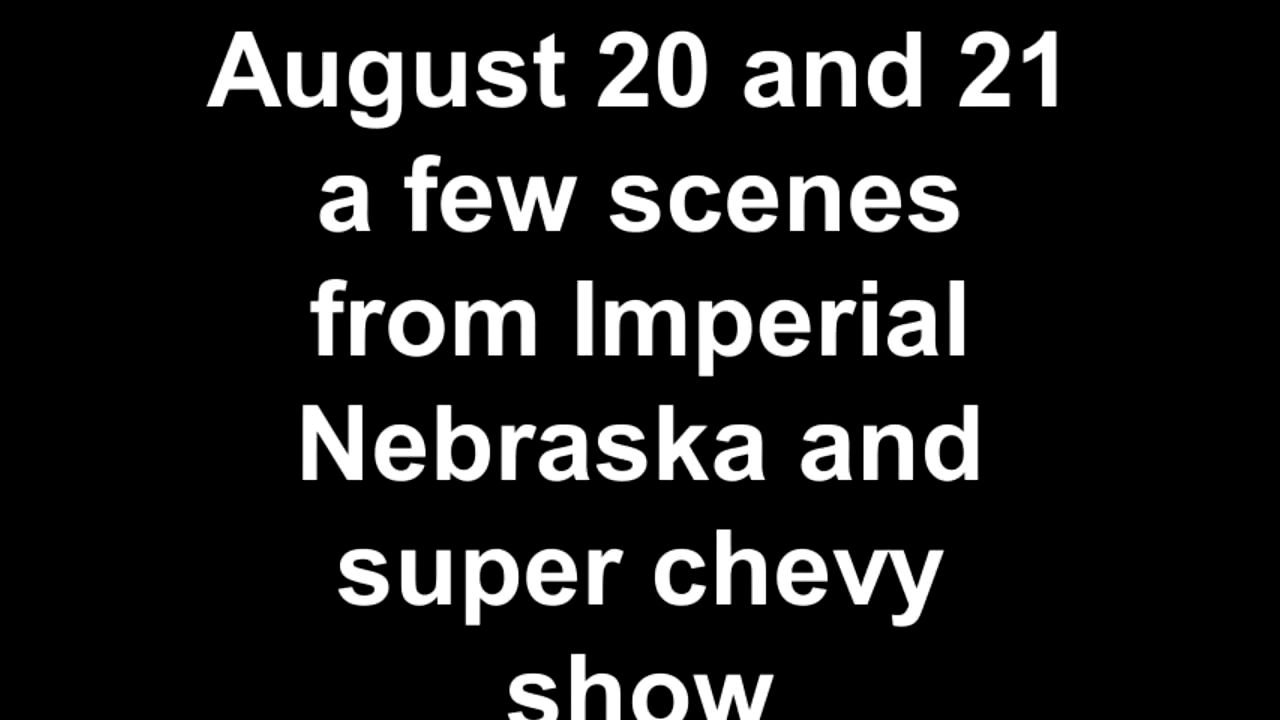 August 20 and 21
a few scenes
from Imperial
Nebraska and
super chevy
show